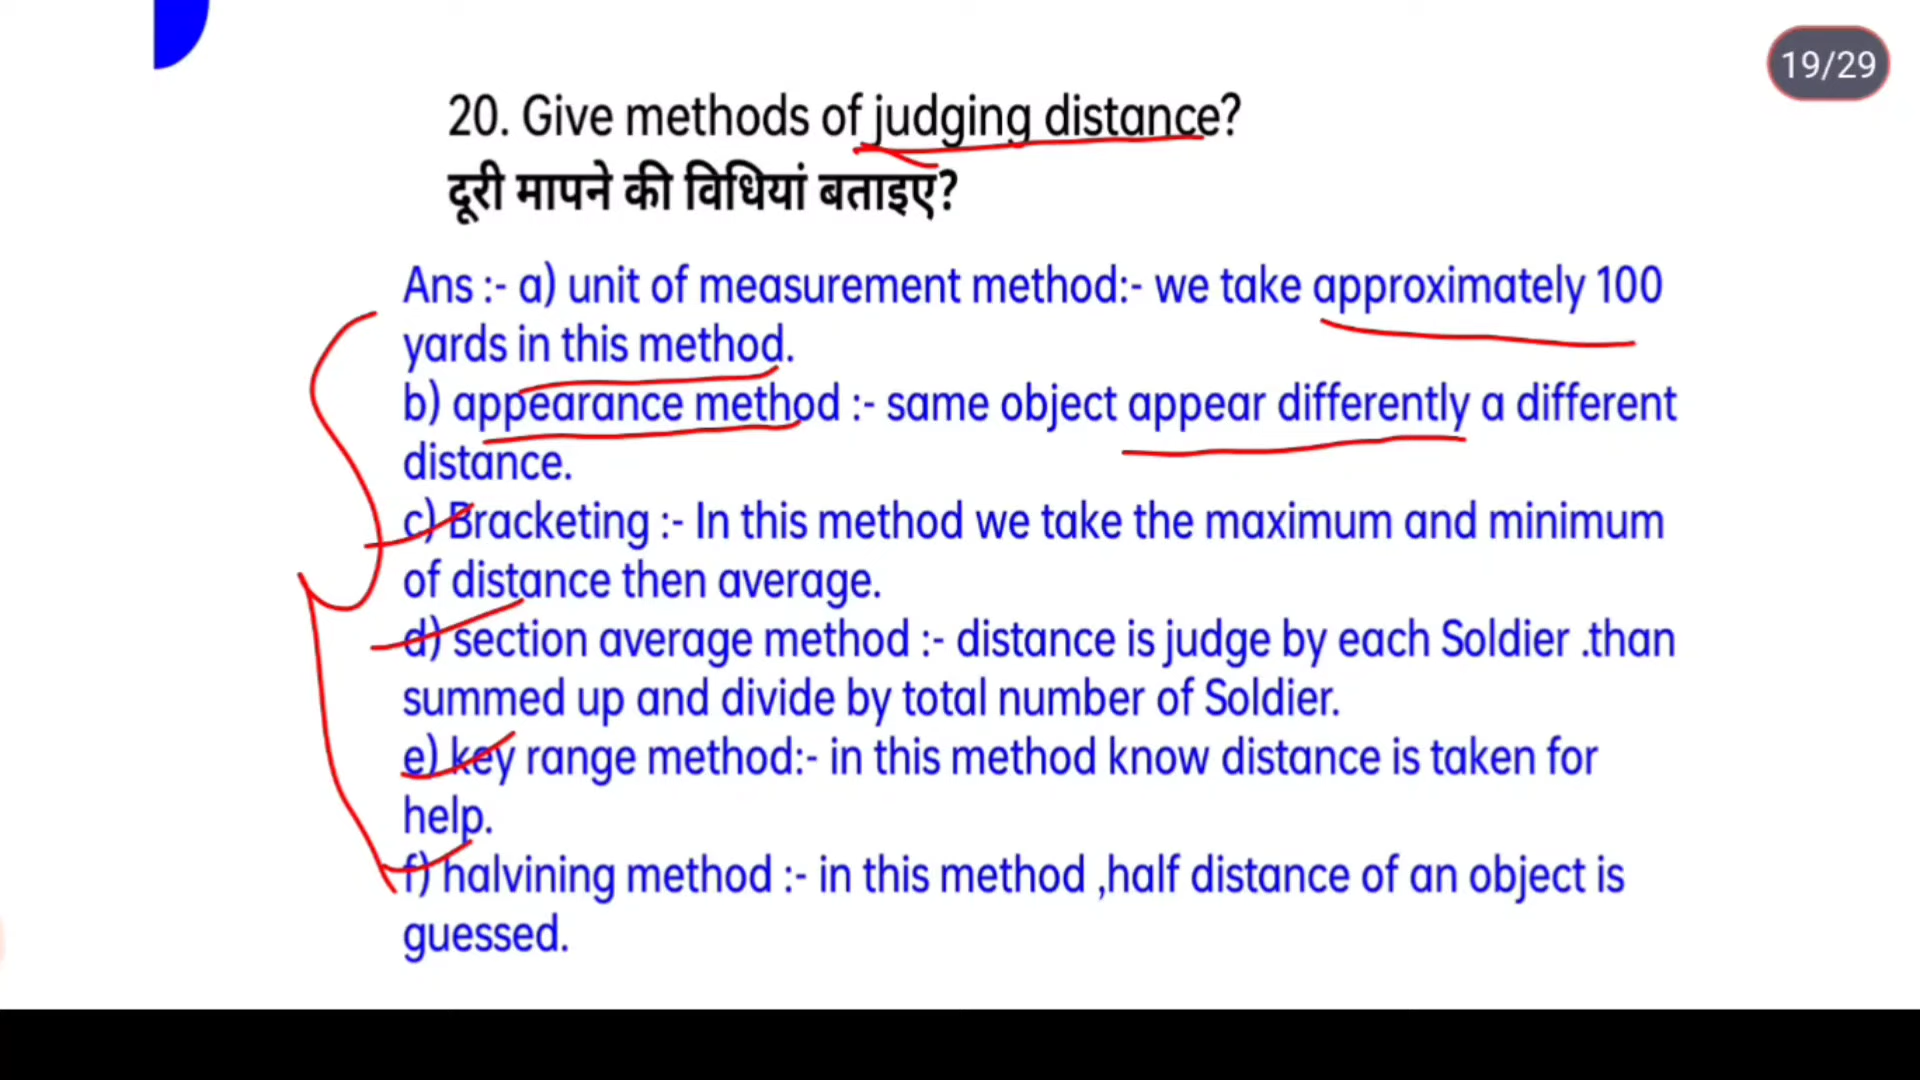 19/29
20. Give methods of judging distance?
दूरी मापने की विधियां बताइए?
Ans :- a) unit of measurement method:- we take approximately 100
yards in this method.
b) appearance method :- same object appear differently a different
distance.
c) Bracketing :- In this method we take the maximum and minimum
of distance then average.
d) section average method :- distance is judge by each Soldier .than
summed up and divide by total number of Soldier.
e) key range method:- in this method know distance is taken for
help.
f) halvining method :- in this method ,half distance of an object is
guessed.